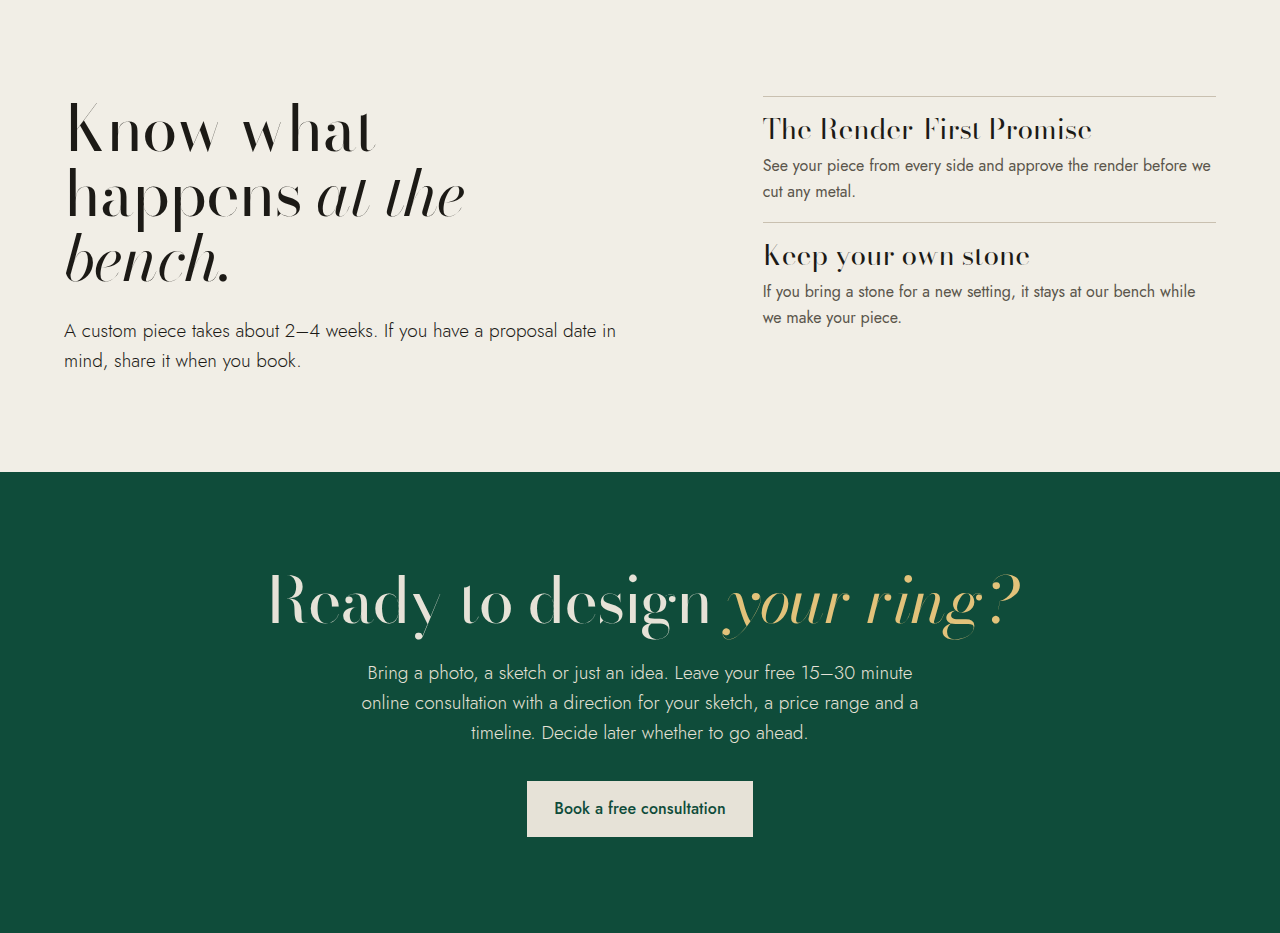 Know what
happens at the
bench.
A custom piece takes about 2–4 weeks. If you have a proposal date in
mind, share it when you book.
The Render First Promise
See your piece from every side and approve the render before we
cut any metal.
Keep your own stone
If you bring a stone for a new setting, it stays at our bench while
we make your piece.
Ready to design your ring?
Bring a photo, a sketch or just an idea. Leave your free 15–30 minute
online consultation with a direction for your sketch, a price range and a
timeline. Decide later whether to go ahead.
Book a free consultation